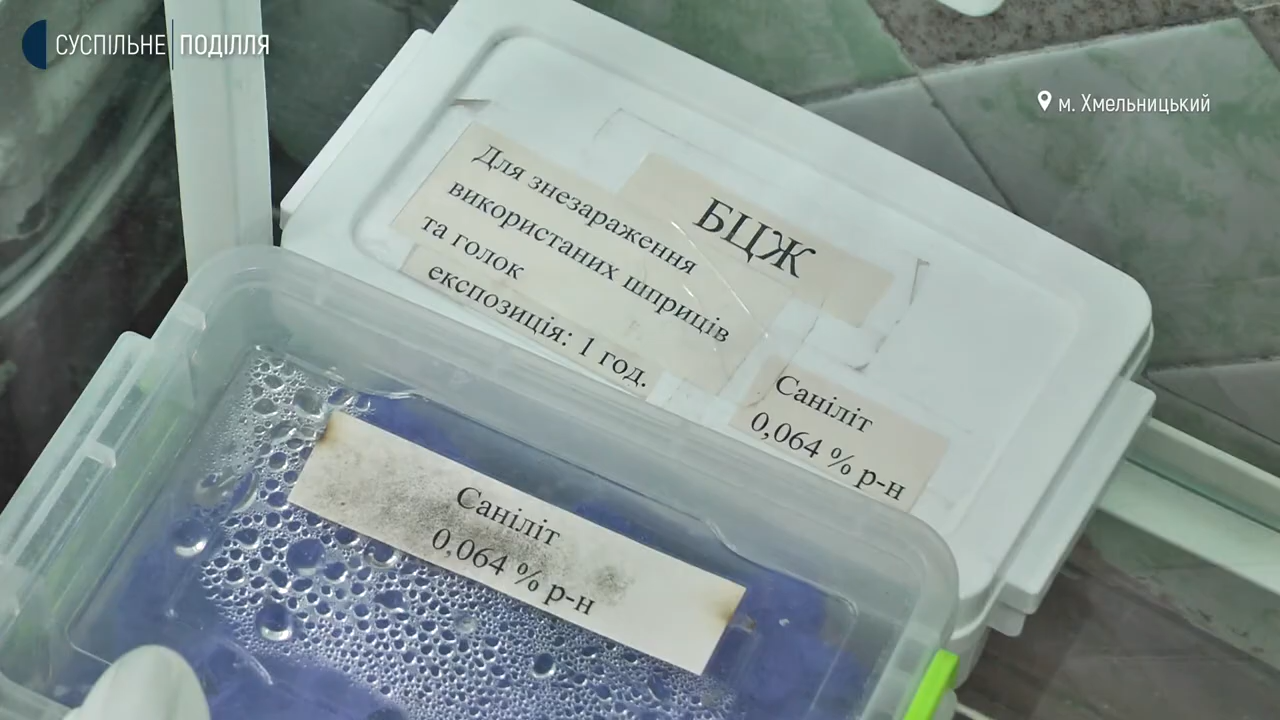 СУСПІЛЬНЕ ПОДІЛЛЯ
м. Хмельницький
БЦЖ
Для знезараження
використаних шприців
та голок
експозиція: 1 год.
Саніліт
0,064 % р-н
Саніліт
0,064 % р-н